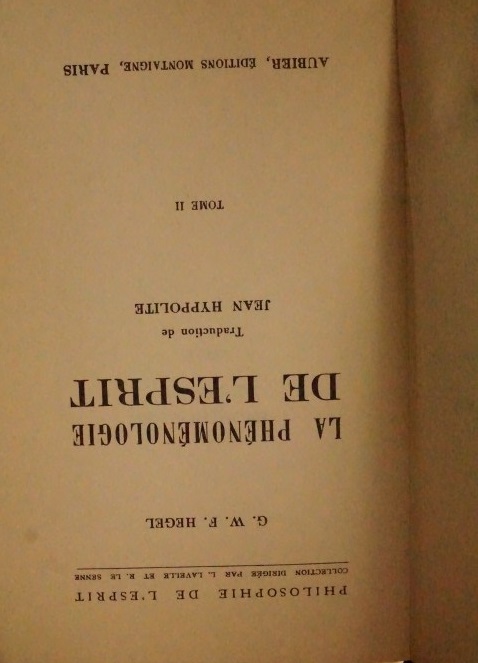 PHILOSOPHIE DE L'ESPRIT
COLLECTION DIRIGÉE PAR L. LAVELLE ET R. LE SENNE
G. W. F. HEGEL
LA PHÉNOMÉNOLOGIE
DE L'ESPRIT
Traduction de
JEAN HYPPOLITE
TOME II
AUBIER, ÉDITIONS MONTAIGNE, PARIS